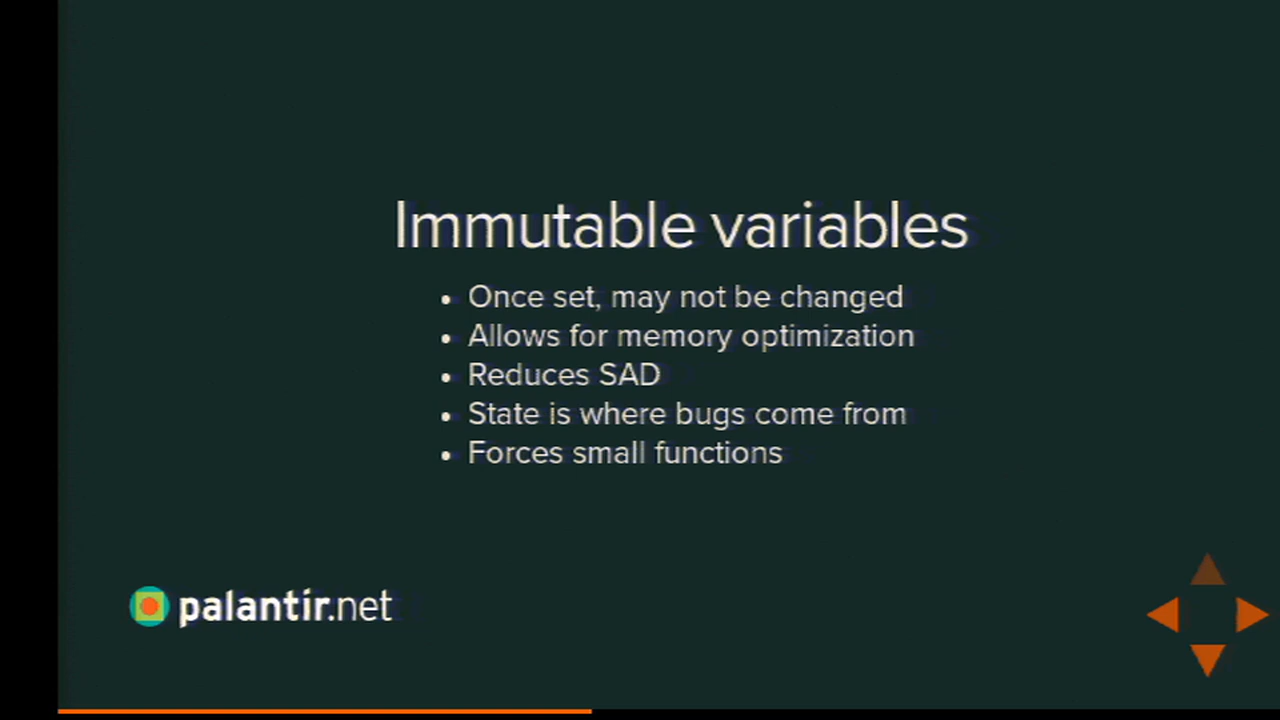 Immutable variables
Once set, may not be changed
Allows for memory optimization
Reduces SAD
State is where bugs come from
Forces small functions
palantir.net